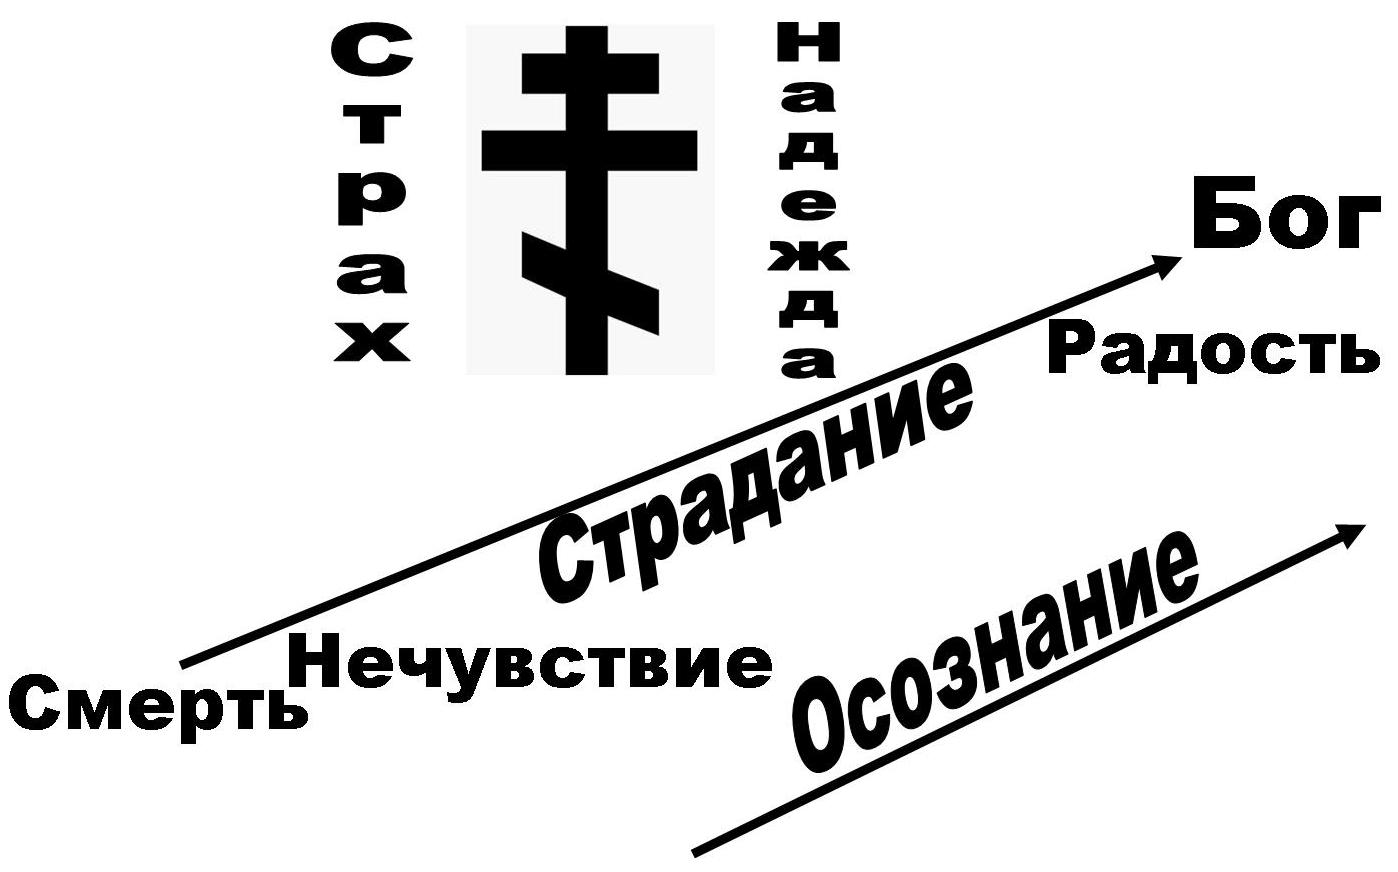 Страх
Надежда
Бог
Радость
Страдание
Нечувствие
Смерть
Осознание